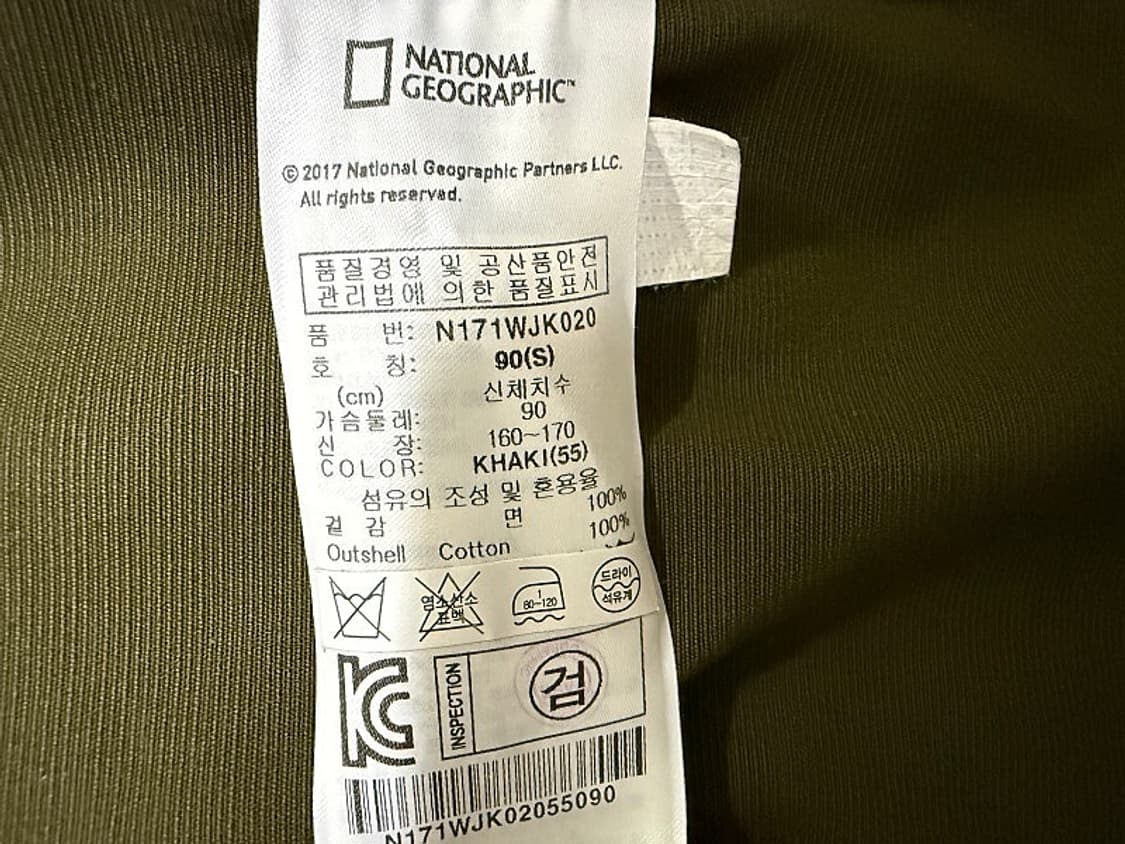 NATIONAL
GEOGRAPHIC™
© 2017 National Geographic Partners LLC.
All rights reserved.
품질경영 및 공산품안전
관리법에 의한 품질표시
품 번: N171WJK020
호 칭: 90(S)
(cm) 신체치수
가슴둘레: 90
신 장: 160~170
COLOR: KHAKI(55)
섬유의 조성 및 혼용율
겉 감 면 100%
Outshell Cotton 100%
염소산소
표백
1
80~120
드라이
석유계
KC
INSPECTION
검
N171WJK02055090